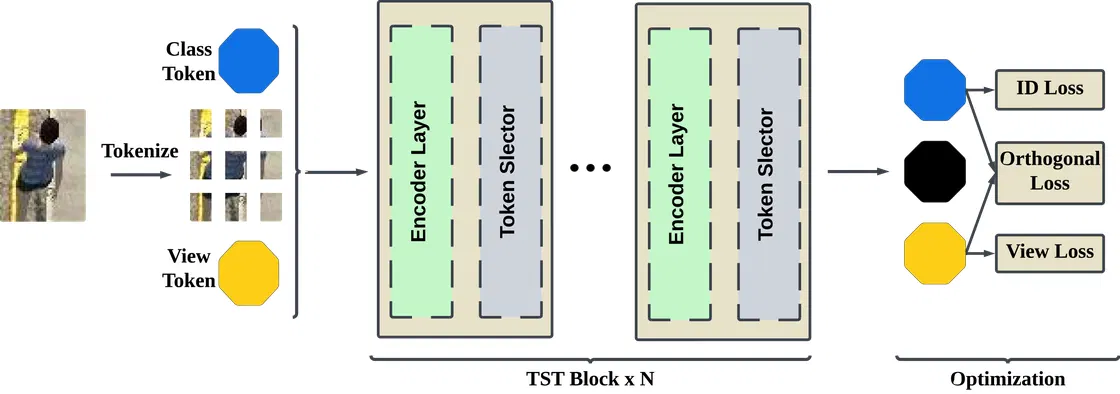 Class
Token
Tokenize
View
Token
Encoder Layer
Token Slector
Encoder Layer
Token Slector
ID Loss
Orthogonal
Loss
View Loss
TST Block x N
Optimization